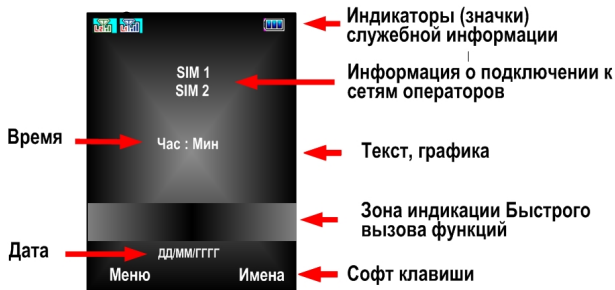 Индикаторы (значки)
служебной информации
SIM 1
SIM 2
Информация о подключении к
сетям операторов
Время
Час : Мин
Текст, графика
Зона индикации Быстрого
вызова функций
Дата
ДД/ММ/ГГГГ
Меню
Имена
Софт клавиши